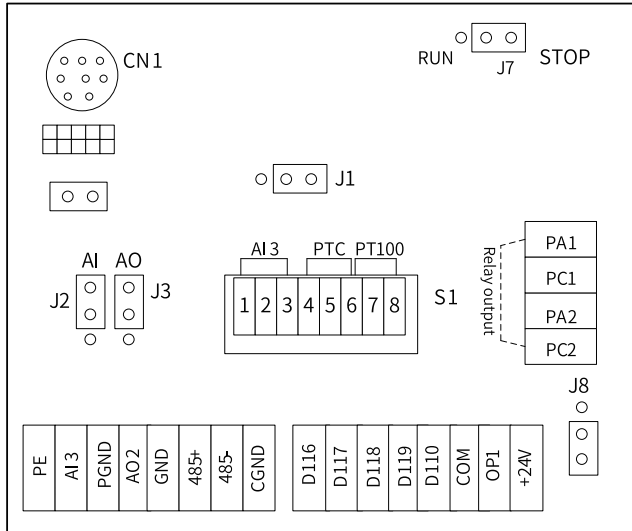 CN1
RUN
J7
STOP
J1
AI AO
J2
J3
AI3 PTC PT100
1 2 3 4 5 6 7 8
S1
Relay output
PA1
PC1
PA2
PC2
J8
PE AI3 PGND AO2 GND 485+ 485- CGND
D116 D117 D118 D119 D110 COM OP1 +24V